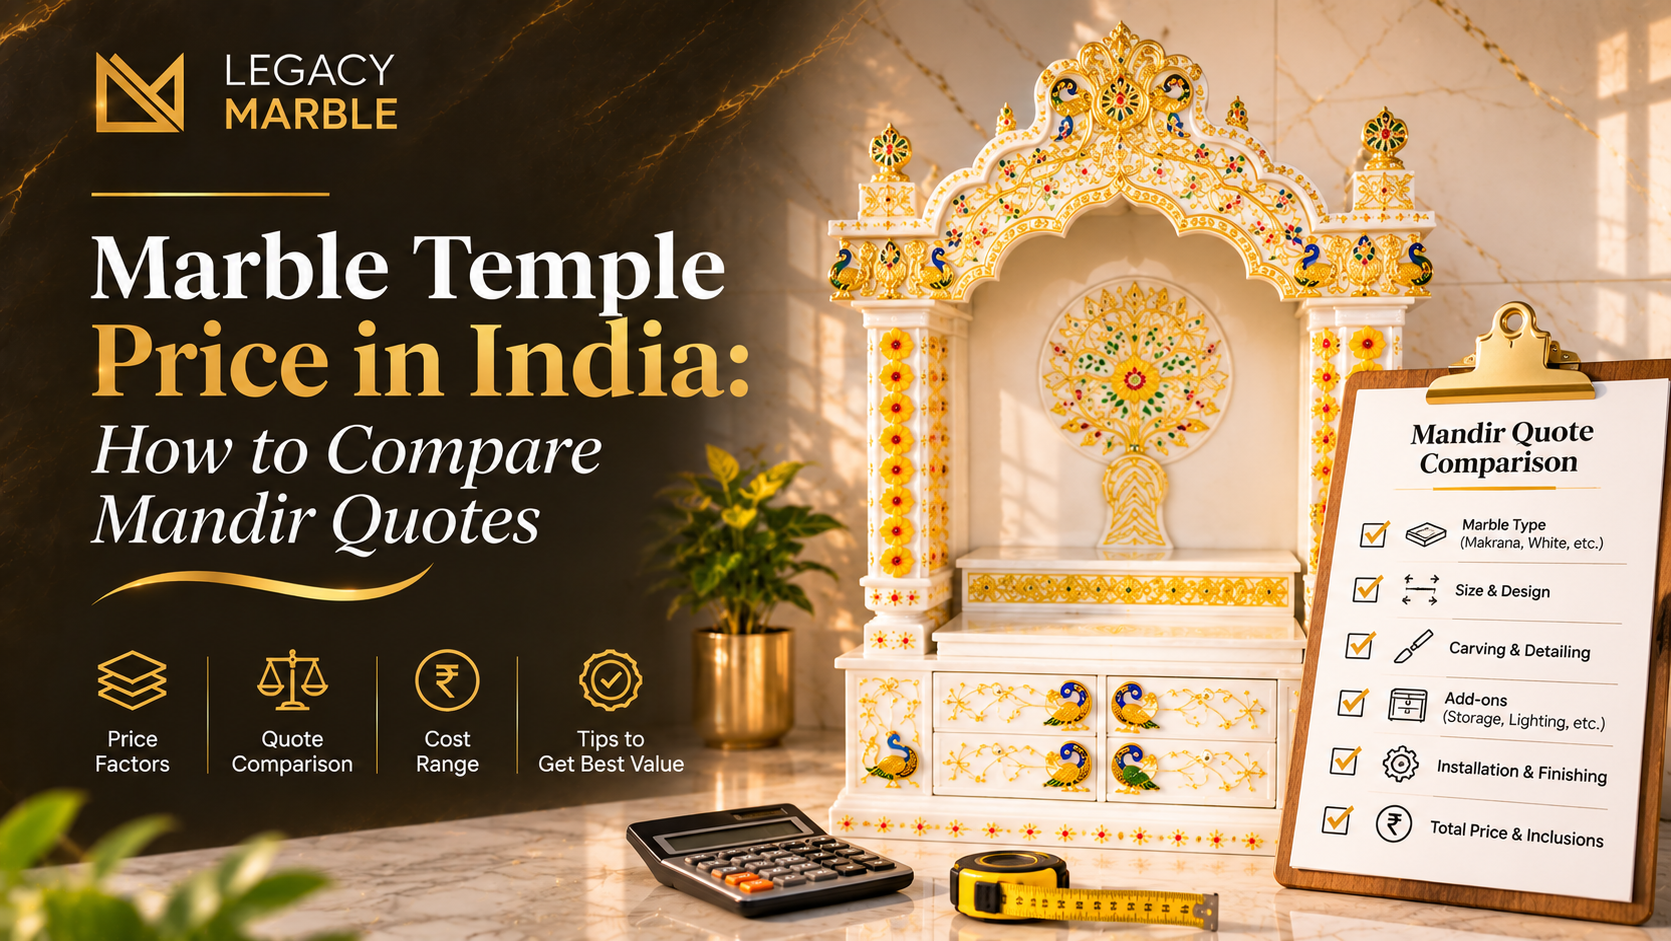 LEGACY
MARBLE
Marble Temple
Price in India:
How to Compare
Mandir Quotes
Price
Factors
Quote
Comparison
Cost
Range
Tips to
Get Best Value
Mandir Quote
Comparison
Marble Type
(Makrana, White, etc.)
Size & Design
Carving & Detailing
Add-ons
(Storage, Lighting, etc.)
Installation & Finishing
₹
Total Price & Inclusions